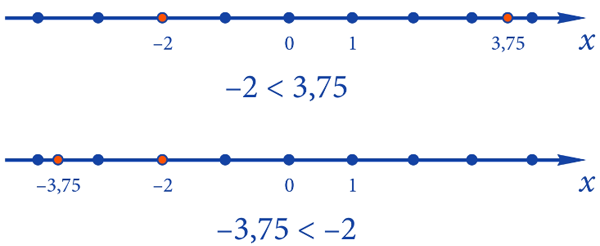 –2 0 1 3,75 x
–2 < 3,75
–3,75 –2 0 1 x
–3,75 < –2